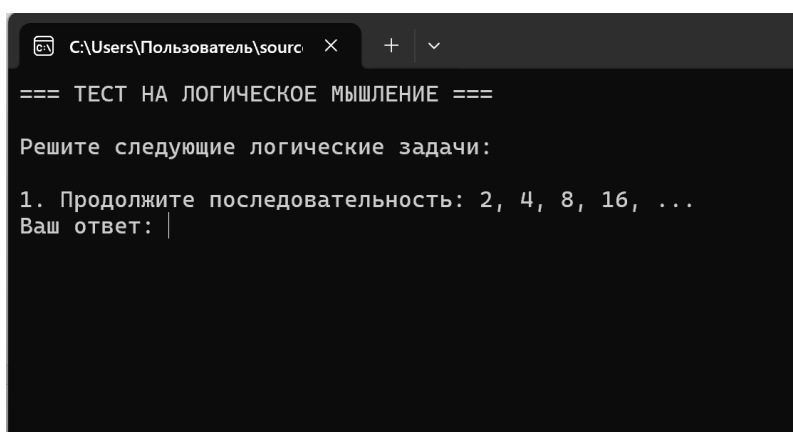 C:\Users\Пользователь\sourc
=== ТЕСТ НА ЛОГИЧЕСКОЕ МЫШЛЕНИЕ ===
Решите следующие логические задачи:
1. Продолжите последовательность: 2, 4, 8, 16, ...
Ваш ответ: